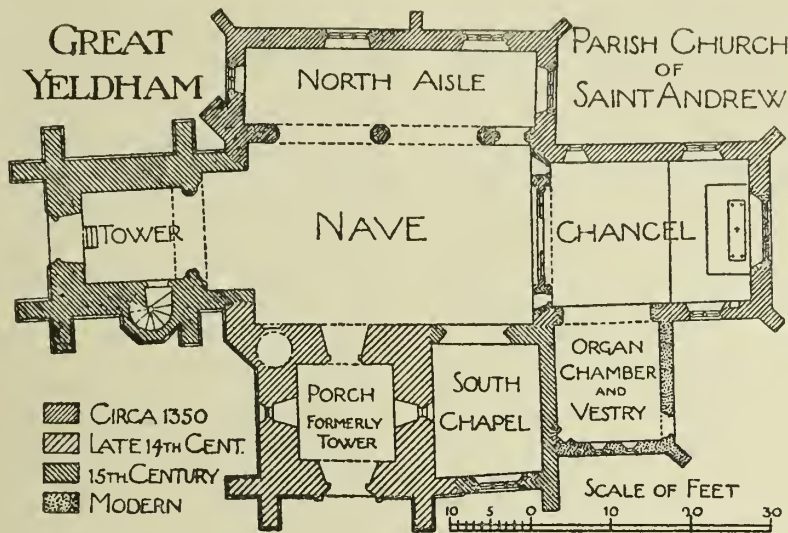 GREAT
YELDHAM
PARISH CHURCH
OF
SAINT ANDREW
NORTH AISLE
TOWER
NAVE
CHANCEL
PORCH
FORMERLY
TOWER
SOUTH
CHAPEL
ORGAN
CHAMBER
AND
VESTRY
CIRCA 1350
LATE 14TH CENT.
15TH CENTURY
MODERN
SCALE OF FEET
10 5 0 10 20 30